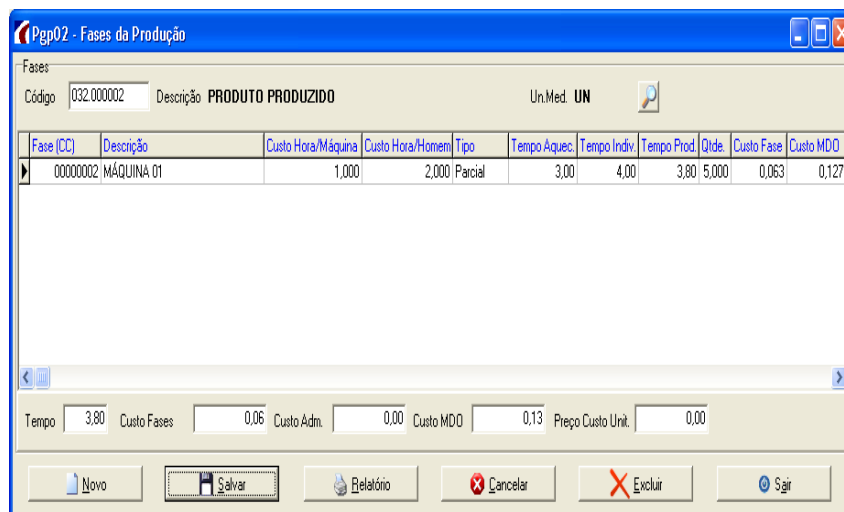 Pgp02 - Fases da Produção
Fases
Código 032.000002 Descrição PRODUTO PRODUZIDO Un.Med. UN
Fase (CC) Descrição Custo Hora/Máquina Custo Hora/Homem Tipo Tempo Aquec. Tempo Indiv. Tempo Prod. Qtde. Custo Fase Custo MDO
00000002 MÁQUINA 01 1,000 2,000 Parcial 3,00 4,00 3,80 5,000 0,063 0,127
Tempo 3,80 Custo Fases 0,06 Custo Adm. 0,00 Custo MDO 0,13 Preço Custo Unit. 0,00
Novo Salvar Relatório Cancelar Excluir Sair